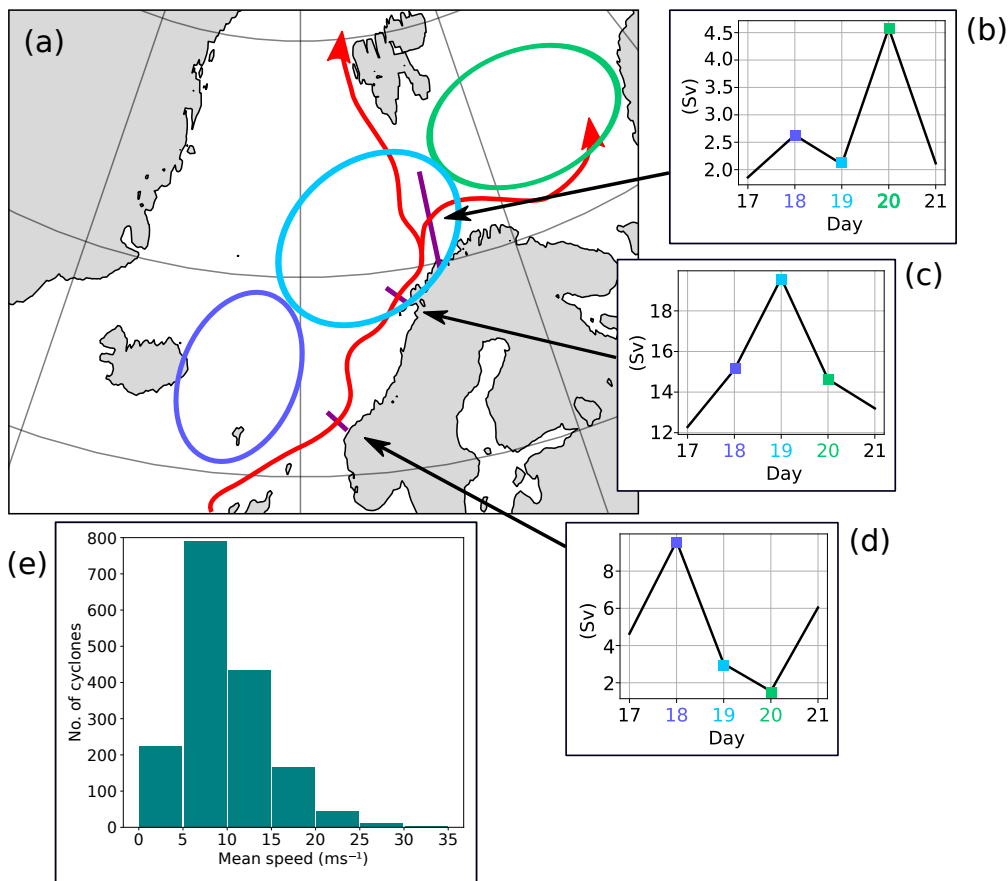 (a)
(b)
(Sv)
4.5
4.0
3.5
3.0
2.5
2.0
17 18 19 20 21
Day
(c)
(Sv)
18
16
14
12
17 18 19 20 21
Day
(d)
(Sv)
8
6
4
2
17 18 19 20 21
Day
(e)
No. of cyclones
800
700
600
500
400
300
200
100
0
0 5 10 15 20 25 30 35
Mean speed (ms⁻¹)